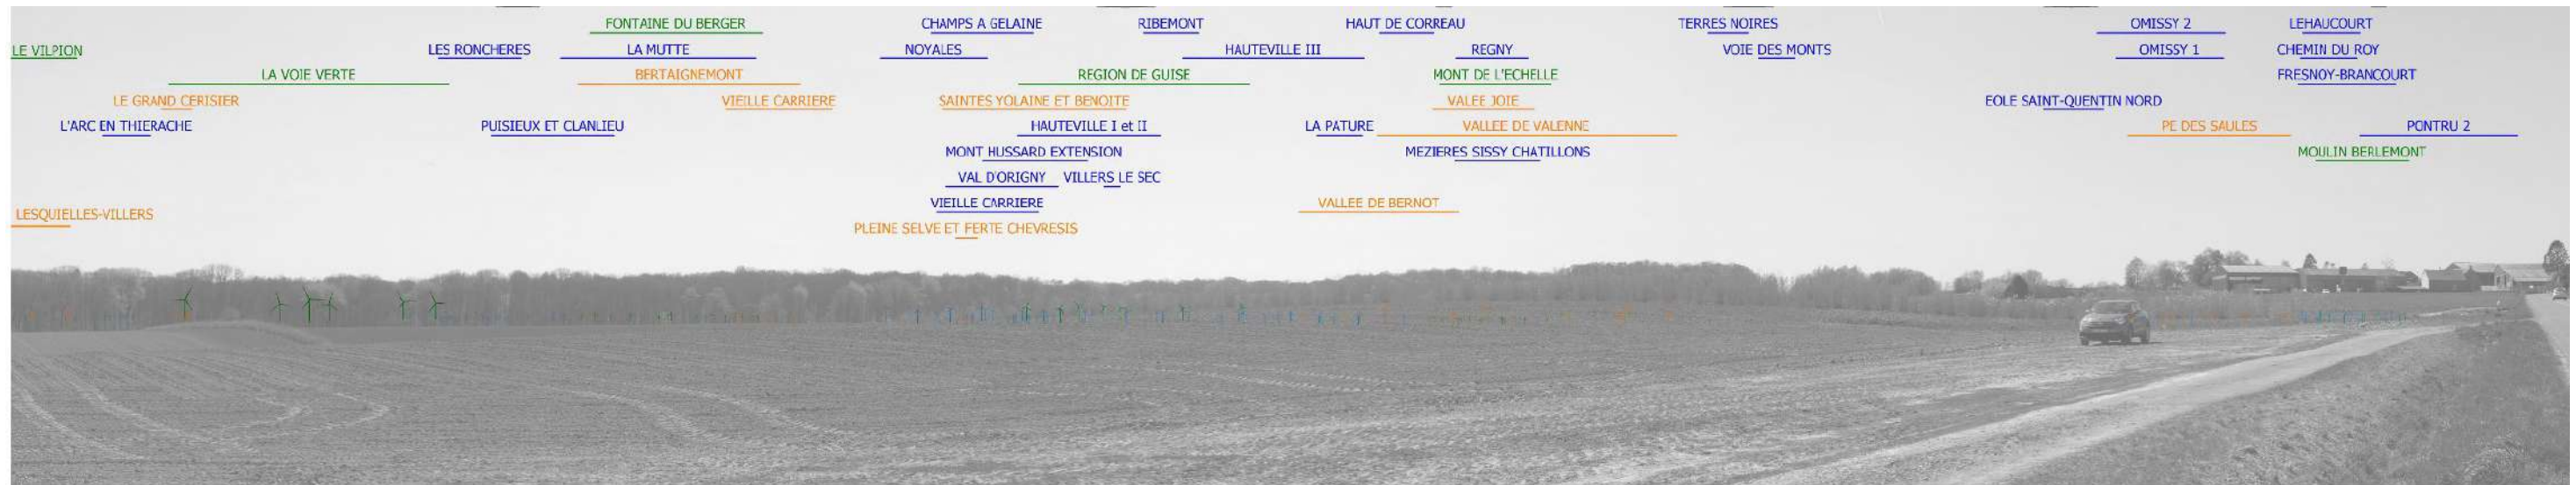 FONTAINE DU BERGER CHAMPS A GELAINE RIBEMONT HAUT DE CORREAU TERRES NOIRES OMISSY 2 LEHAUCOURT
LE VILPION LES RONCHERES LA MUTTE NOYALES HAUTEVILLE III REGNY VOIE DES MONTS OMISSY 1 CHEMIN DU ROY
LA VOIE VERTE BERTAIGNEMONT REGION DE GUISE MONT DE L'ECHELLE FRESNOY-BRANCOURT
LE GRAND CERISIER VIEILLE CARRIERE SAINTES YOLAINE ET BENOITE VALEE JOIE EOLE SAINT-QUENTIN NORD
L'ARC EN THIERACHE PUISIEUX ET CLANLIEU HAUTEVILLE I et II LA PATURE VALLEE DE VALENNE PE DES SAULES PONTRU 2
MONT HUSSARD EXTENSION MEZIERES SISSY CHATILLONS MOULIN BERLEMONT
VAL D'ORIGNY VILLERS LE SEC
VIEILLE CARRIERE VALLEE DE BERNOT
LESQUIELLES-VILLERS
PLEINE SELVE ET FERTE CHEVRESIS